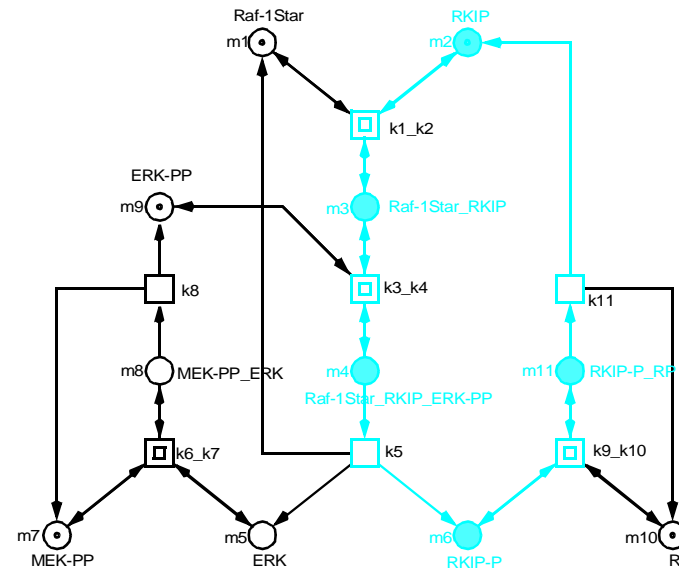 Raf-1Star RKIP
m1 m2
k1_k2
ERK-PP
m9 m3 Raf-1Star_RKIP
k8 k3_k4 k11
m8 MEK-PP_ERK m4 m11 RKIP-P_RP
Raf-1Star_RKIP_ERK-PP
k6_k7 k5 k9_k10
m7 m5 m6 m10
MEK-PP ERK RKIP-P R